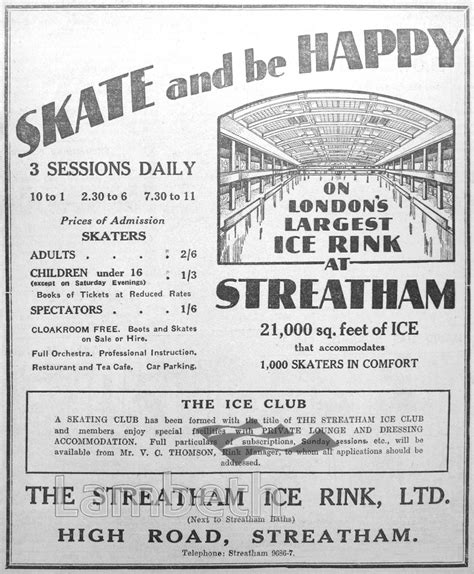 SKATE and be HAPPY
3 SESSIONS DAILY
10 to 1 2.30 to 6 7.30 to 11
Prices of Admission
SKATERS
ADULTS . . . . 2/6
CHILDREN under 16 . 1/3
(except on Saturday Evenings)
Books of Tickets at Reduced Rates
SPECTATORS . . . 1/6
CLOAKROOM FREE. Boots and Skates
on Sale or Hire.
Full Orchestra. Professional Instruction.
Restaurant and Tea Cafe. Car Parking.
ON
LONDON'S
LARGEST
ICE RINK
AT
STREATHAM
21,000 sq. feet of ICE
that accommodates
1,000 SKATERS IN COMFORT
THE ICE CLUB
A SKATING CLUB has been formed with the title of THE STREATHAM ICE CLUB
and members enjoy special facilities with PRIVATE LOUNGE AND DRESSING
ACCOMMODATION. Full particulars of subscriptions, Sunday sessions etc., will be
available from Mr. V. C. THOMSON, Rink Manager, to whom all applications should be
addressed.
THE STREATHAM ICE RINK, LTD.
Lambeth
(Next to Streatham Baths)
HIGH ROAD, STREATHAM.
Telephone: Streatham 9686-7.